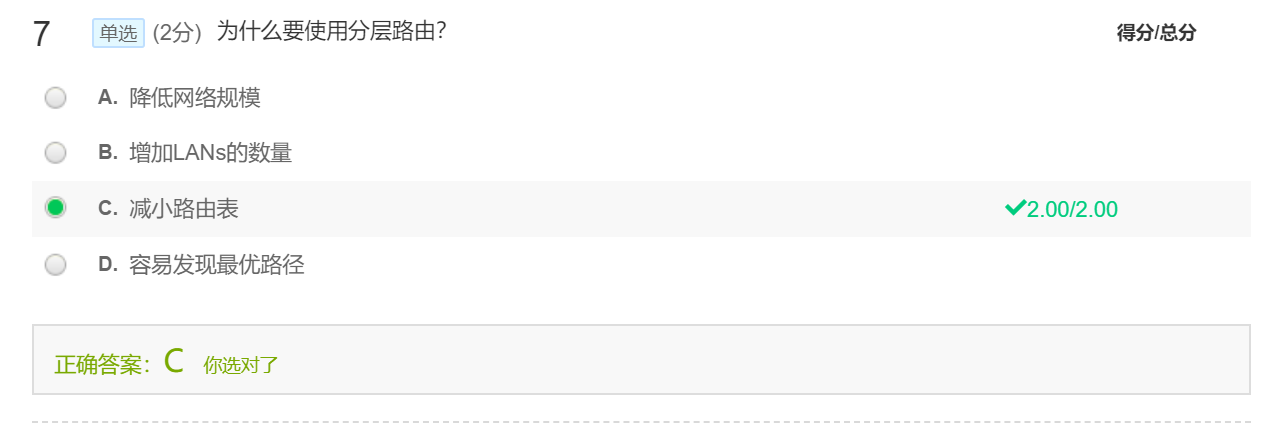 7 单选 (2分) 为什么要使用分层路由? 得分/总分
A. 降低网络规模
B. 增加LANs的数量
C. 减小路由表 2.00/2.00
D. 容易发现最优路径
正确答案：C 你选对了